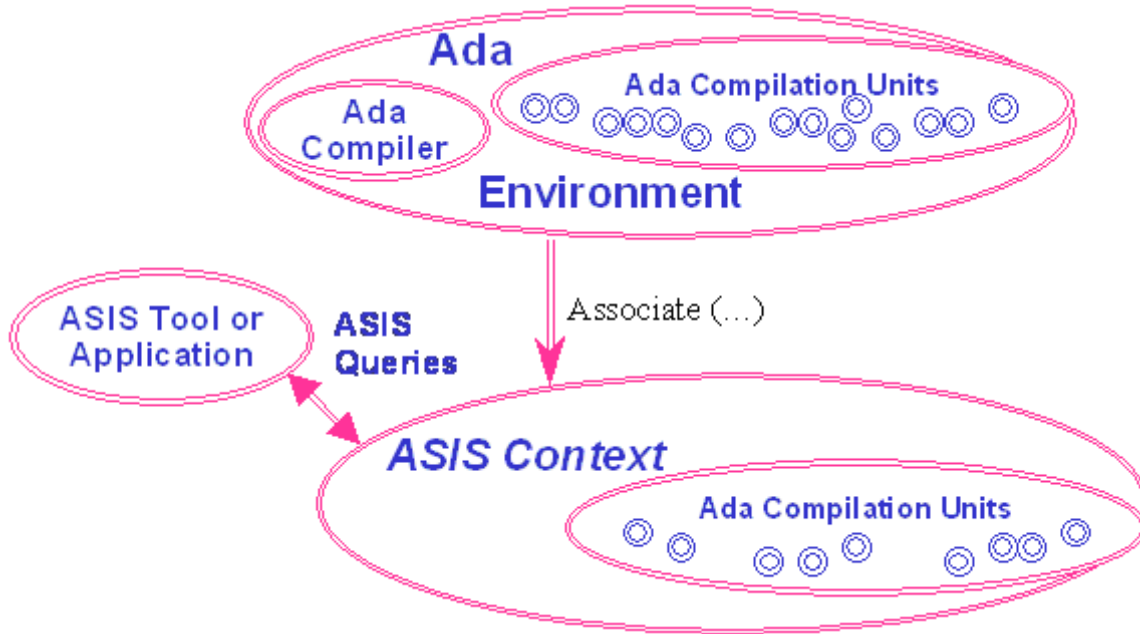 Ada
Ada Compilation Units
Ada
Compiler
Environment
Associate (...)
ASIS Tool or
Application
ASIS
Queries
ASIS Context
Ada Compilation Units